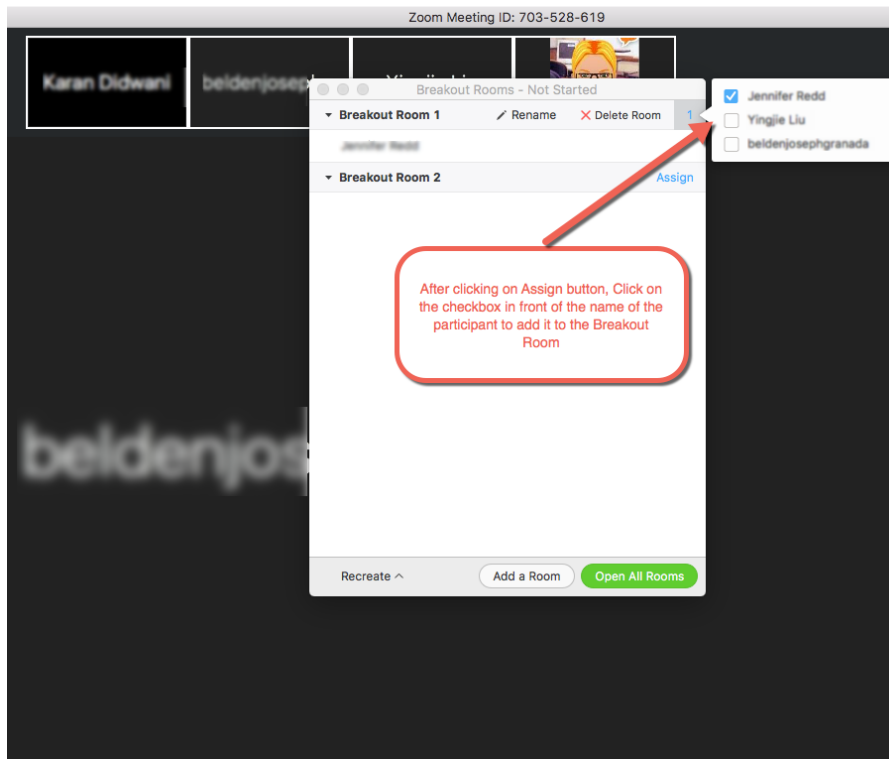 Zoom Meeting ID: 703-528-619
Karan Didwani
Breakout Rooms - Not Started
Breakout Room 1 Rename Delete Room 1
Jennifer Redd
Breakout Room 2 Assign
Jennifer Redd
Yingjie Liu
beldenjosephgranada
After clicking on Assign button, Click on
the checkbox in front of the name of the
participant to add it to the Breakout
Room
beldenjos
Recreate Add a Room Open All Rooms